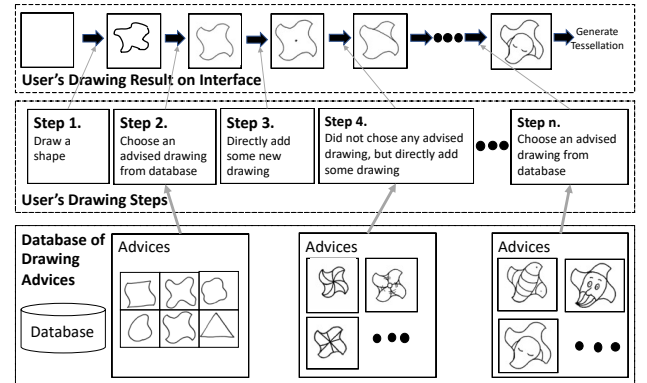 Generate
Tessellation
User's Drawing Result on Interface
Step 1.
Draw a
shape
Step 2.
Choose an
advised drawing
from database
Step 3.
Directly add
some new
drawing
Step 4.
Did not chose any advised
drawing, but directly add
some drawing
Step n.
Choose an advised
drawing from
database
User's Drawing Steps
Database of
Drawing
Advices
Database
Advices
Advices
Advices